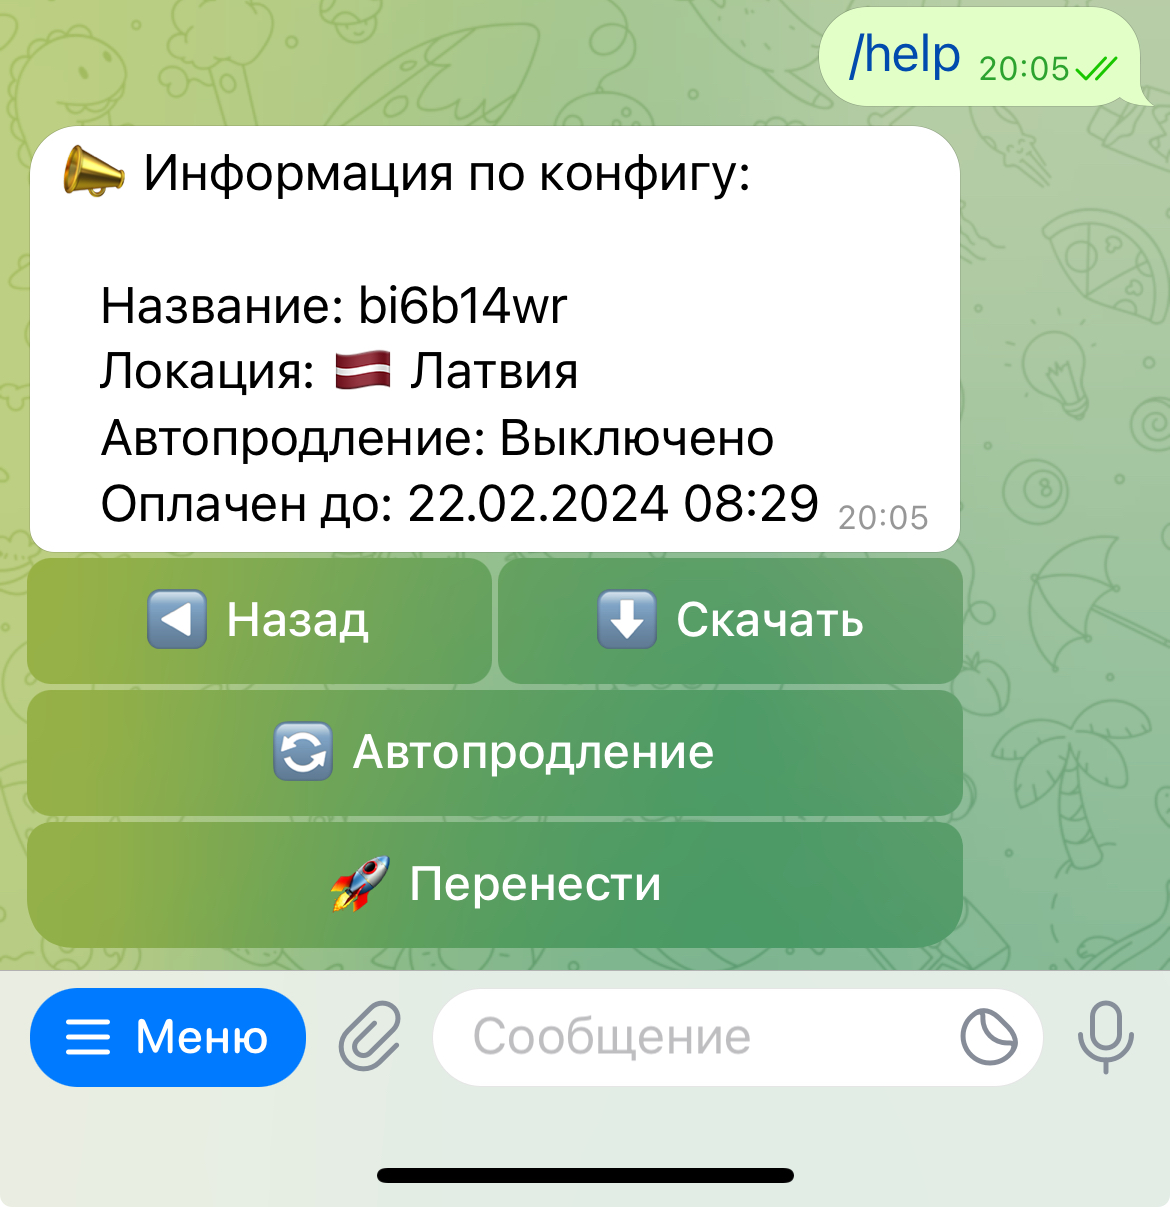 /help 20:05
Информация по конфигу:
Название: bi6b14wr
Локация: Латвия
Автопродление: Выключено
Оплачен до: 22.02.2024 08:29 20:05
Назад
Скачать
Автопродление
Перенести
Меню
Сообщение